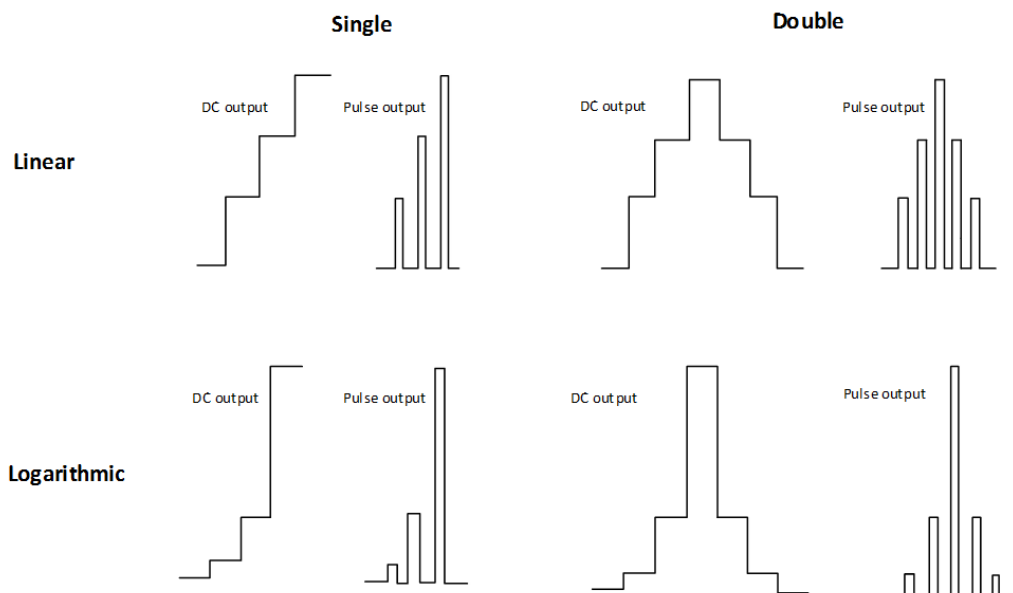 Single
Double
DC output
Pulse output
DC output
Pulse output
Linear
DC output
Pulse output
DC output
Pulse output
Logarithmic